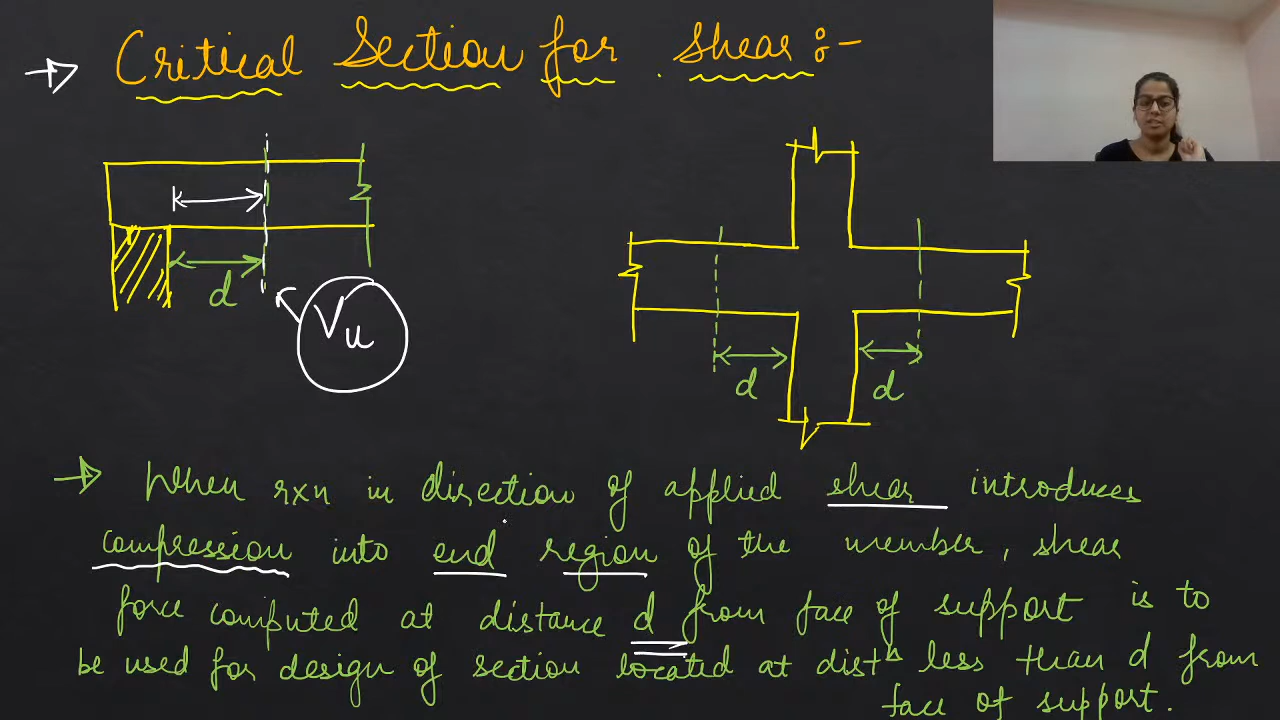 → Critical Section for shear :-
d
Vu
d
d
→ When rxn in direction of applied shear introduces
compression into end region of the member, shear
force computed at distance d from face of support is to
be used for design of section located at distⁿ less than d from
face of support.